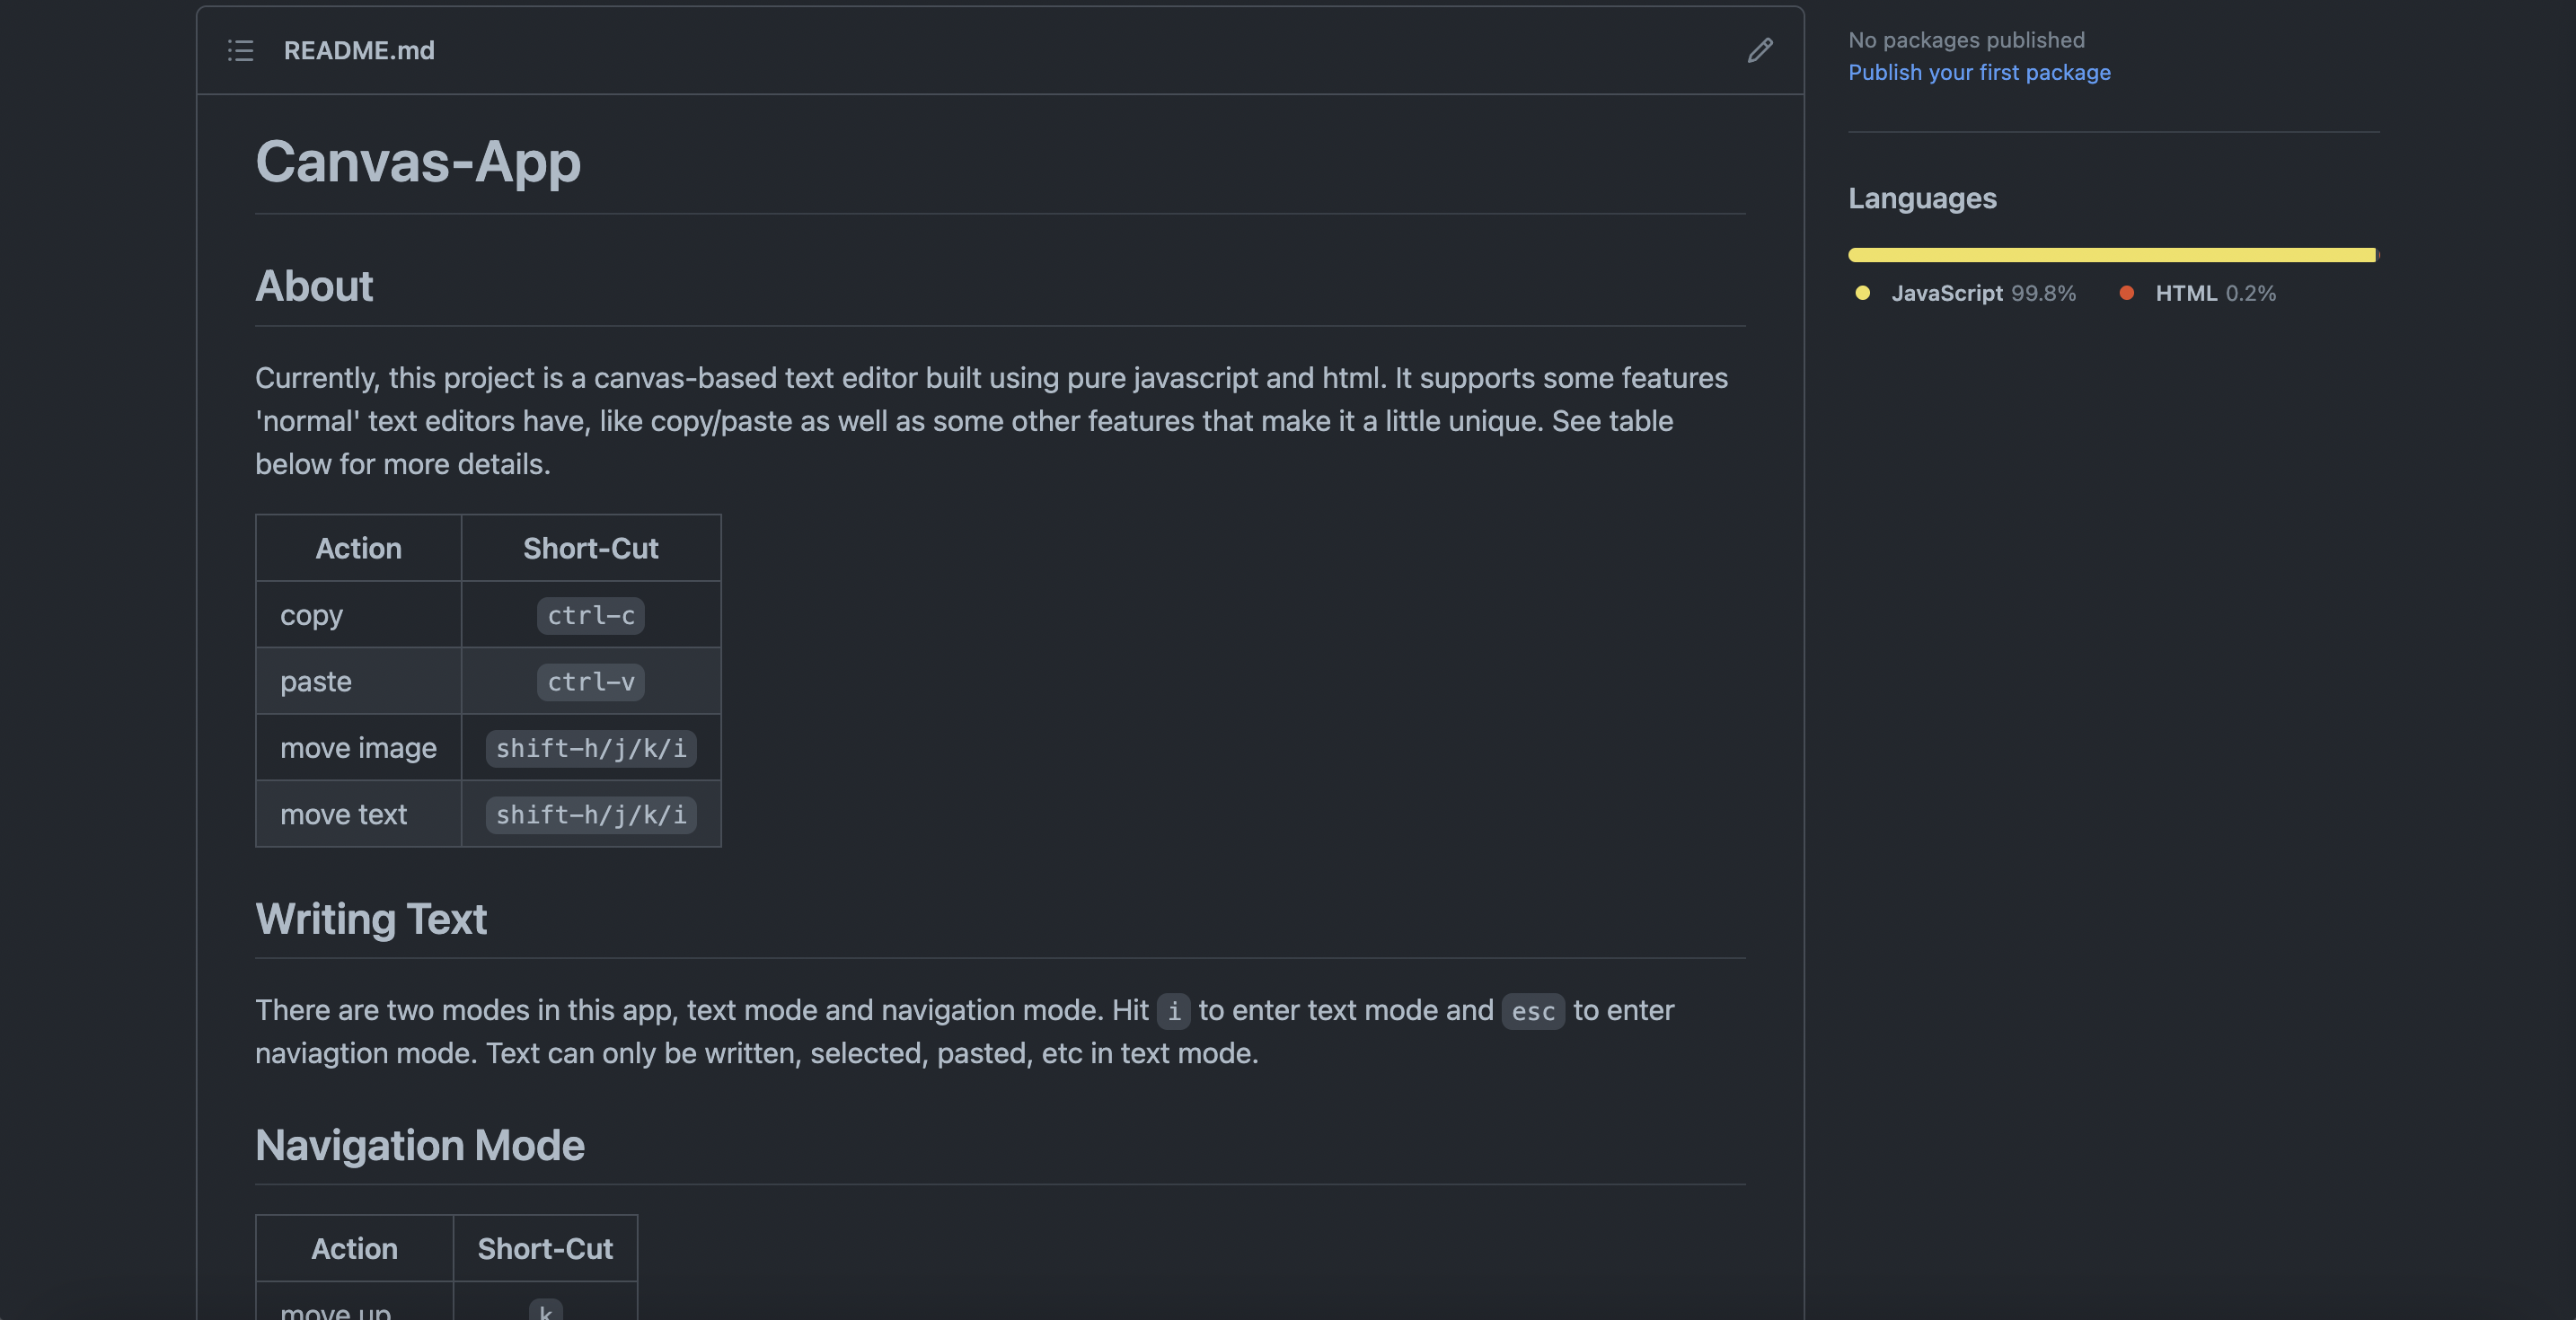 README.md
Canvas-App
About
Currently, this project is a canvas-based text editor built using pure javascript and html. It supports some features
'normal' text editors have, like copy/paste as well as some other features that make it a little unique. See table
below for more details.
Action Short-Cut
copy ctrl-c
paste ctrl-v
move image shift-h/j/k/i
move text shift-h/j/k/i
Writing Text
There are two modes in this app, text mode and navigation mode. Hit i to enter text mode and esc to enter
naviagtion mode. Text can only be written, selected, pasted, etc in text mode.
Navigation Mode
Action Short-Cut
move up k
No packages published
Publish your first package
Languages
JavaScript 99.8% HTML 0.2%